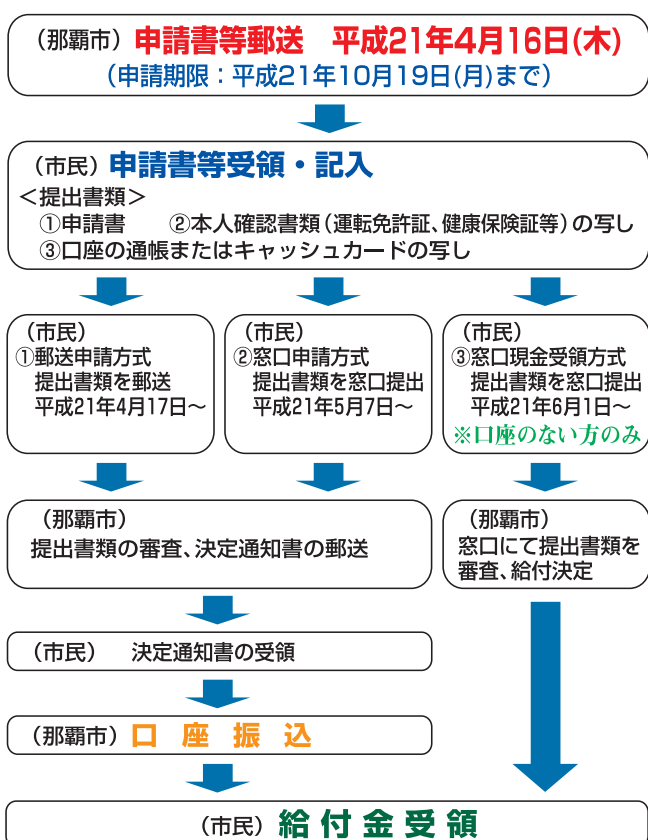 （那覇市）申請書等郵送　平成21年4月16日(木)
（申請期限：平成21年10月19日(月)まで）
（市民）申請書等受領・記入
＜提出書類＞
①申請書　②本人確認書類（運転免許証、健康保険証等）の写し
③口座の通帳またはキャッシュカードの写し
（市民）
①郵送申請方式
提出書類を郵送
平成21年4月17日～
（市民）
②窓口申請方式
提出書類を窓口提出
平成21年5月7日～
（市民）
③窓口現金受領方式
提出書類を窓口提出
平成21年6月1日～
※口座のない方のみ
（那覇市）
提出書類の審査、決定通知書の郵送
（那覇市）
窓口にて提出書類を
審査、給付決定
（市民）　決定通知書の受領
（那覇市）口座振込
（市民）給付金受領